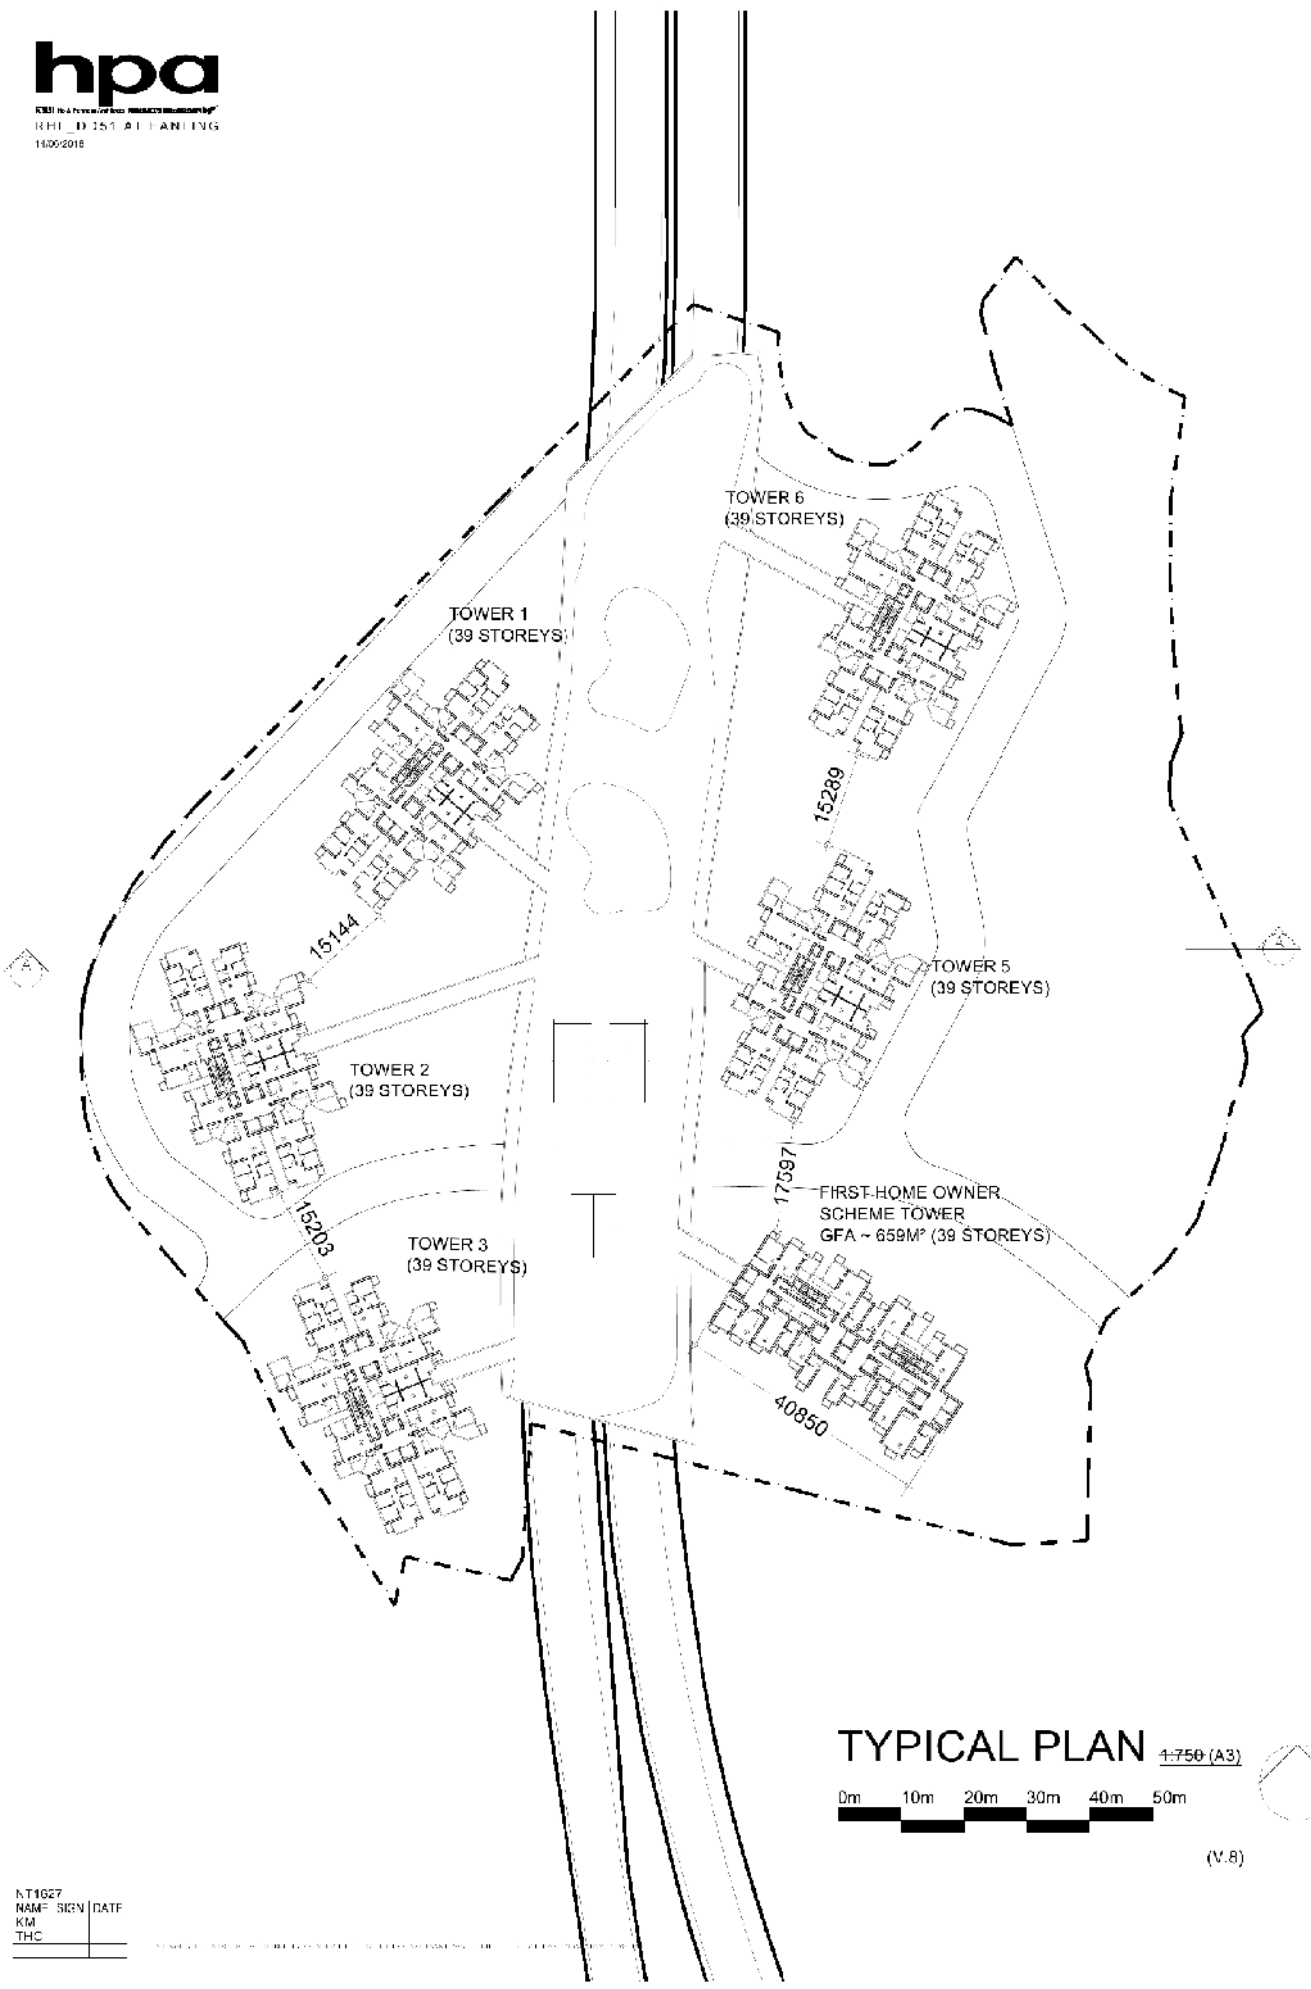 hpa
14/06/2018
TOWER 6
(39 STOREYS)
TOWER 1
(39 STOREYS)
15289
15144
A
TOWER 5
(39 STOREYS)
TOWER 2
(39 STOREYS)
17597
FIRST HOME OWNER
SCHEME TOWER
GFA ~ 659M² (39 STOREYS)
15203
TOWER 3
(39 STOREYS)
40850
TYPICAL PLAN 1:750 (A3)
0m 10m 20m 30m 40m 50m
(V.8)
NT1627
NAME SIGN DATE
KM
THC